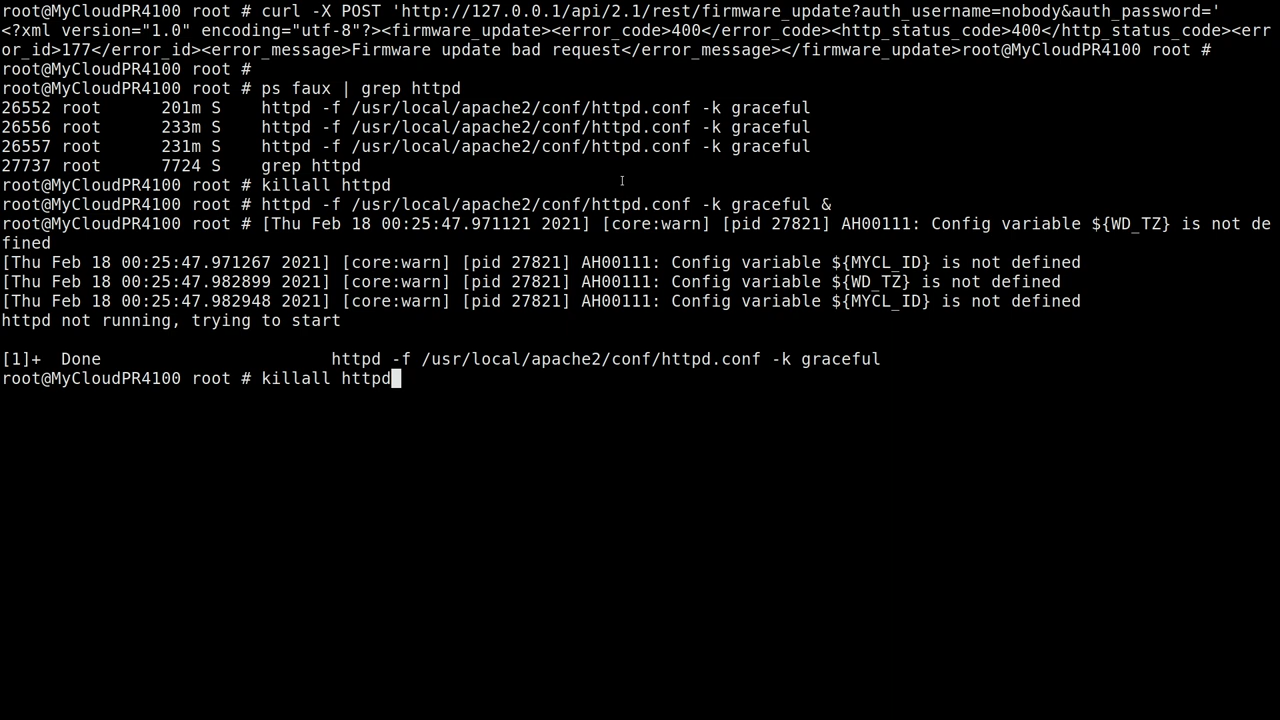 root@MyCloudPR4100 root # curl -X POST 'http://127.0.0.1/api/2.1/rest/firmware_update?auth_username=nobody&auth_password='
<?xml version="1.0" encoding="utf-8"?><firmware_update><error_code>400</error_code><http_status_code>400</http_status_code><err
or_id>177</error_id><error_message>Firmware update bad request</error_message></firmware_update>root@MyCloudPR4100 root #
root@MyCloudPR4100 root #
root@MyCloudPR4100 root # ps faux | grep httpd
26552 root      201m S    httpd -f /usr/local/apache2/conf/httpd.conf -k graceful
26556 root      233m S    httpd -f /usr/local/apache2/conf/httpd.conf -k graceful
26557 root      231m S    httpd -f /usr/local/apache2/conf/httpd.conf -k graceful
27737 root      7724 S    grep httpd
root@MyCloudPR4100 root # killall httpd
root@MyCloudPR4100 root # httpd -f /usr/local/apache2/conf/httpd.conf -k graceful &
root@MyCloudPR4100 root # [Thu Feb 18 00:25:47.971121 2021] [core:warn] [pid 27821] AH00111: Config variable ${WD_TZ} is not de
fined
[Thu Feb 18 00:25:47.971267 2021] [core:warn] [pid 27821] AH00111: Config variable ${MYCL_ID} is not defined
[Thu Feb 18 00:25:47.982899 2021] [core:warn] [pid 27821] AH00111: Config variable ${WD_TZ} is not defined
[Thu Feb 18 00:25:47.982948 2021] [core:warn] [pid 27821] AH00111: Config variable ${MYCL_ID} is not defined
httpd not running, trying to start
[1]+  Done                       httpd -f /usr/local/apache2/conf/httpd.conf -k graceful
root@MyCloudPR4100 root # killall httpd